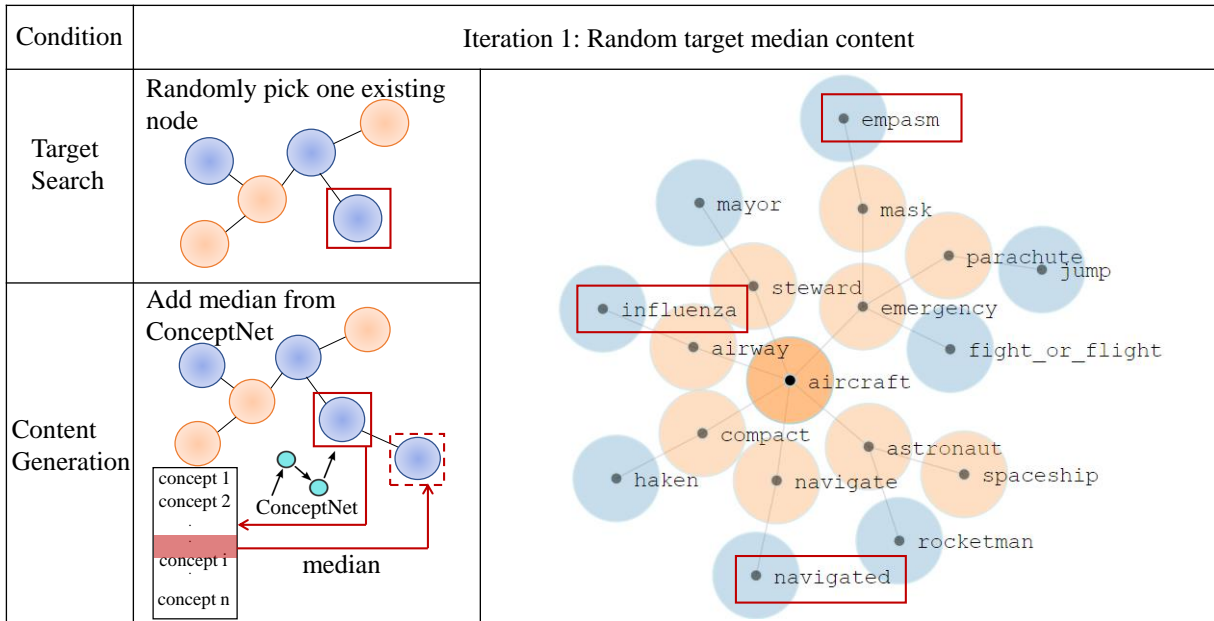 Condition
Iteration 1: Random target median content
Target
Search
Randomly pick one existing
node
Content
Generation
Add median from
ConceptNet
ConceptNet
concept 1
concept 2
.
.
concept i
.
concept n
median
empasm
mayor
mask
parachute
jump
steward
influenza
emergency
airway
fight_or_flight
aircraft
compact
astronaut
haken
navigate
spaceship
rocketman
navigated